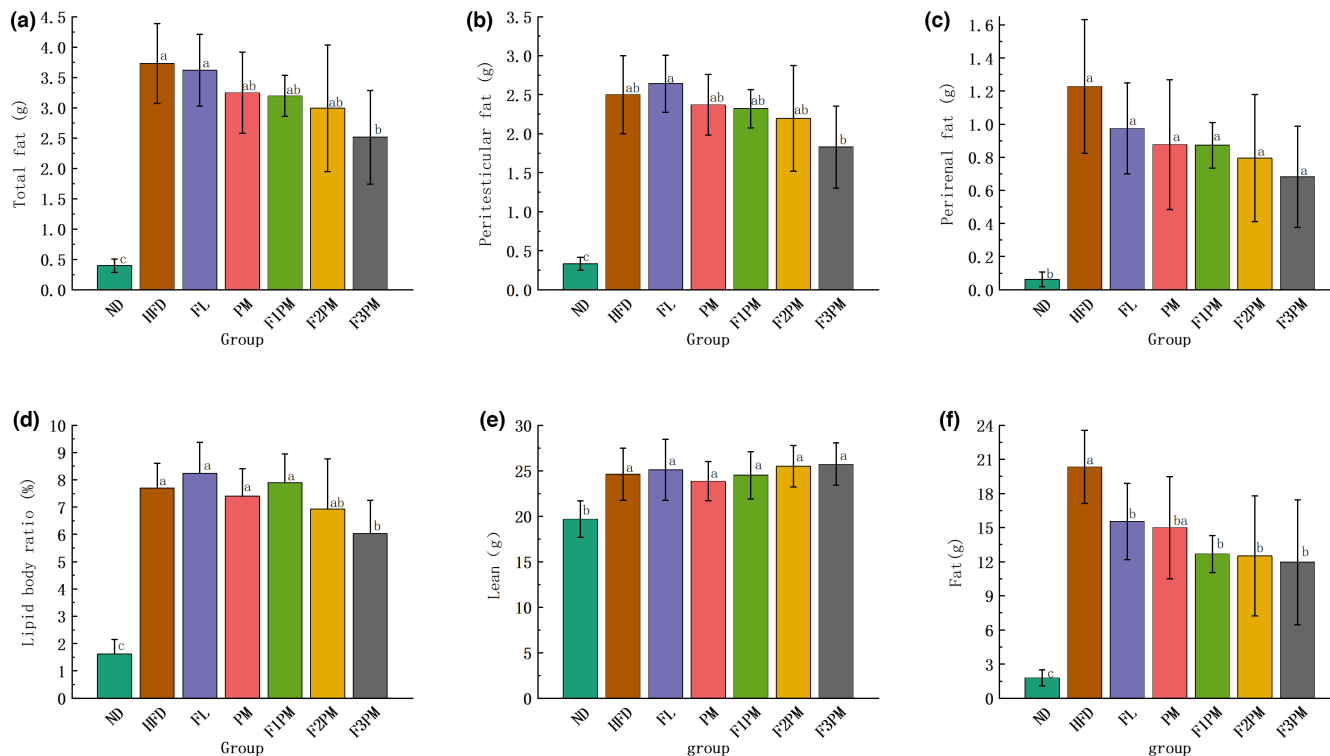 (a)
Total fat (g)
4.5
4.0
3.5
3.0
2.5
2.0
1.5
1.0
0.5
0.0
c
a
a
ab
ab
ab
b
ND
HFD
FL
PM
F1PM
F2PM
F3PM
Group
(b)
Peritesticular fat (g)
3.5
3.0
2.5
2.0
1.5
1.0
0.5
0.0
c
ab
a
ab
ab
ab
b
ND
HFD
FL
PM
F1PM
F2PM
F3PM
Group
(c)
Perirenal fat (g)
1.6
1.4
1.2
1.0
0.8
0.6
0.4
0.2
0.0
b
a
a
a
a
a
a
ND
HFD
FL
PM
F1PM
F2PM
F3PM
Group
(d)
Lipid body ratio (%)
10
9
8
7
6
5
4
3
2
1
0
c
a
a
a
a
ab
b
ND
HFD
FL
PM
F1PM
F2PM
F3PM
Group
(e)
Lean (g)
30
25
20
15
10
5
0
b
a
a
a
a
a
a
ND
HFD
FL
PM
F1PM
F2PM
F3PM
group
(f)
Fat(g)
24
21
18
15
12
9
6
3
0
c
a
b
ba
b
b
b
ND
HFD
FL
PM
F1PM
F2PM
F3PM
group